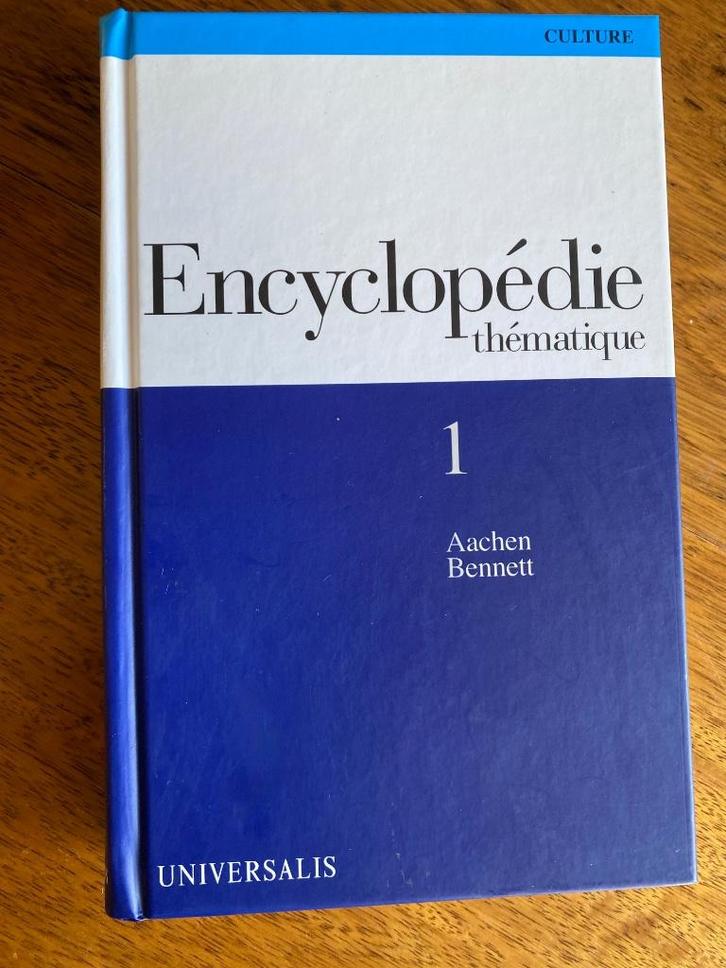 CULTURE
Encyclopédie
thématique
1
Aachen
Bennett
UNIVERSALIS